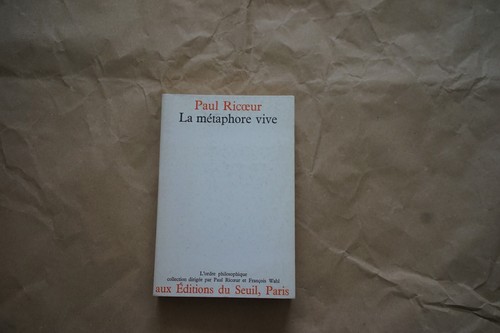 Paul Ricœur
La métaphore vive
L'ordre philosophique
collection dirigée par Paul Ricœur et François Wahl
aux Éditions du Seuil, Paris